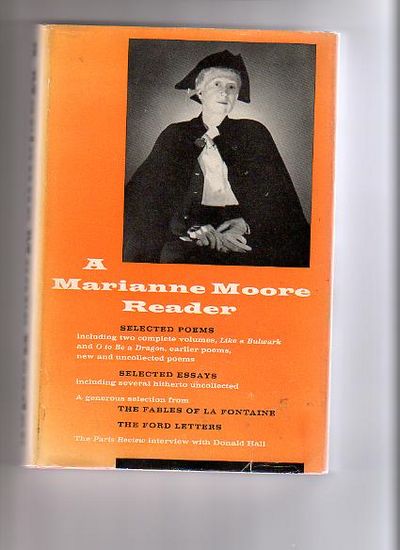 A
Marianne Moore
Reader
SELECTED POEMS
including two complete volumes, Like a Bulwark
and O to Be a Dragon, earlier poems,
new and uncollected poems
SELECTED ESSAYS
including several hitherto uncollected
A generous selection from
THE FABLES OF LA FONTAINE
THE FORD LETTERS
The Paris Review interview with Donald Hall